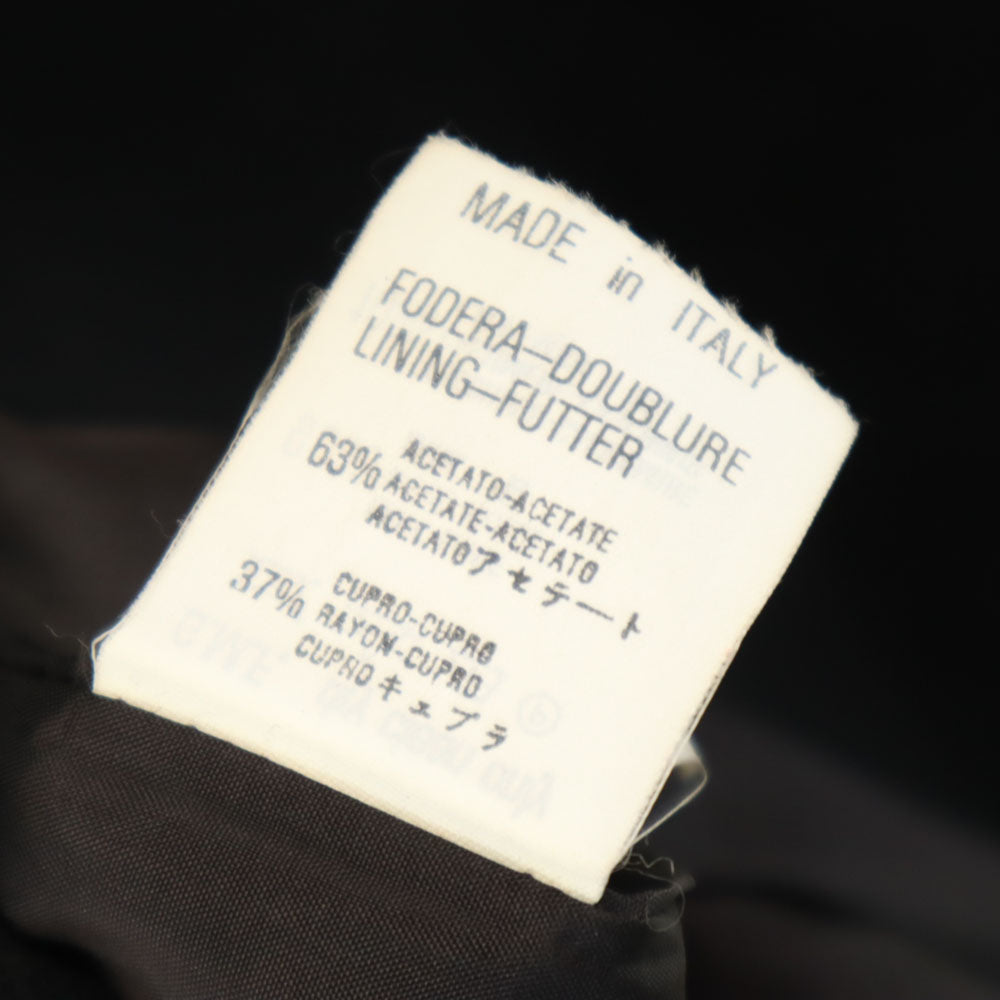 MADE in ITALY
FODERA-DOUBLURE
LINING-FUTTER
63% ACETATO-ACETATE
ACETATE-ACETATO
ACETATOアセテート
37% CUPRO-CUPRO
RAYON-CUPRO
CUPROキュプラ